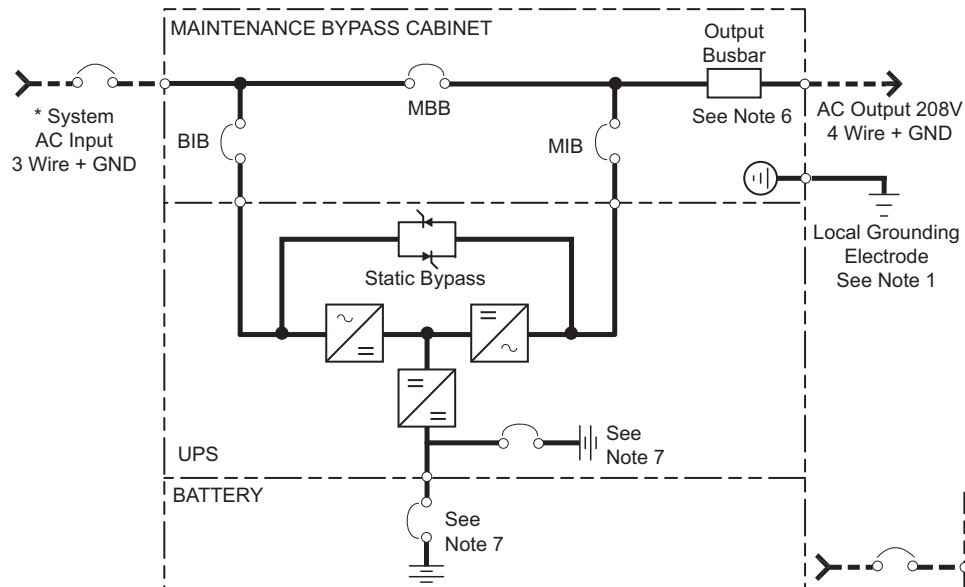 MAINTENANCE BYPASS CABINET
Output
Busbar
MBB
See Note 6
* System
AC Input
3 Wire + GND
AC Output 208V
4 Wire + GND
BIB
MIB
Local Grounding
Electrode
See Note 1
Static Bypass
UPS
See
Note 7
BATTERY
See
Note 7